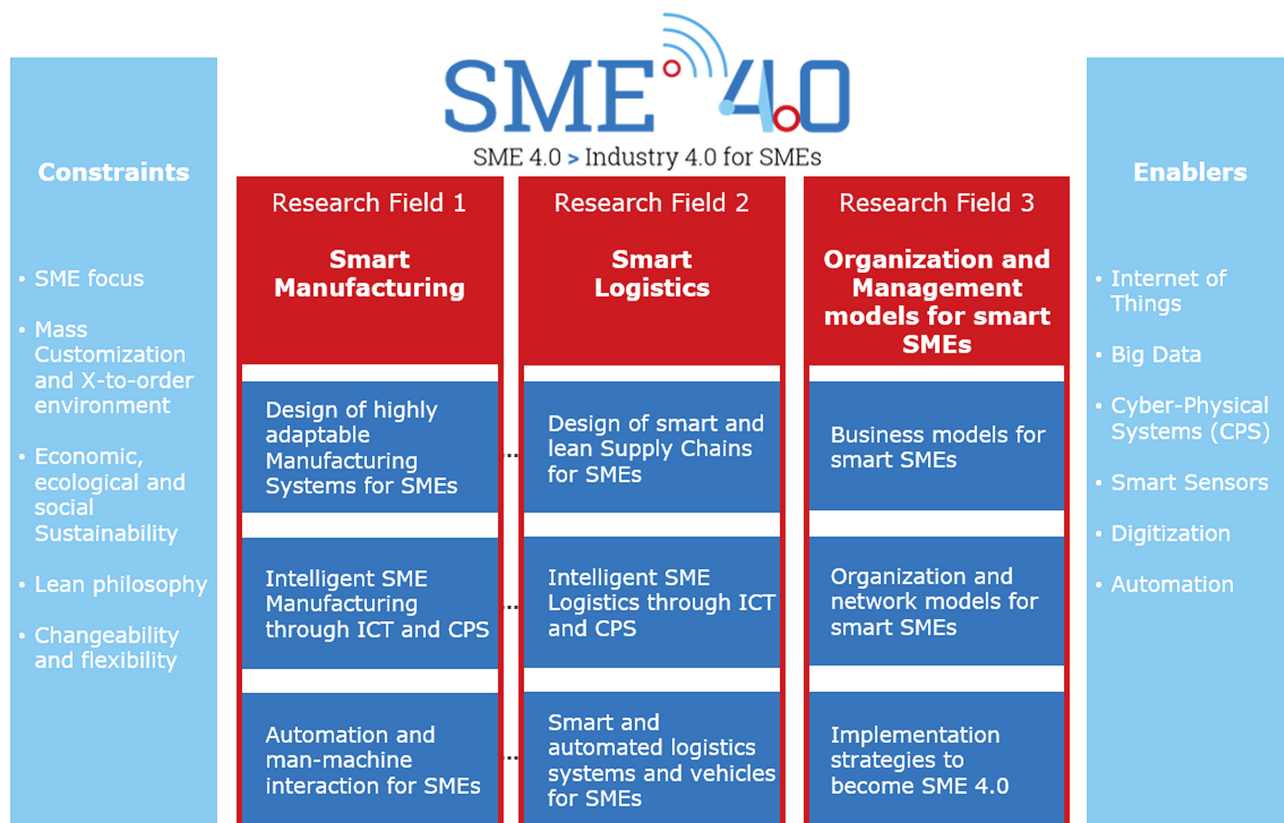 SME 4.0
SME 4.0 > Industry 4.0 for SMEs
Constraints
• SME focus
• Mass
Customization
and X-to-order
environment
• Economic,
ecological and
social
Sustainability
• Lean philosophy
• Changeability
and flexibility
Research Field 1
Smart
Manufacturing
Design of highly
adaptable
Manufacturing
Systems for SMEs
Intelligent SME
Manufacturing
through ICT and CPS
Automation and
man-machine
interaction for SMEs
...
...
...
Research Field 2
Smart
Logistics
Design of smart and
lean Supply Chains
for SMEs
Intelligent SME
Logistics through ICT
and CPS
Smart and
automated logistics
systems and vehicles
for SMEs
Research Field 3
Organization and
Management
models for smart
SMEs
Business models for
smart SMEs
Organization and
network models for
smart SMEs
Implementation
strategies to
become SME 4.0
Enablers
• Internet of
Things
• Big Data
• Cyber-Physical
Systems (CPS)
• Smart Sensors
• Digitization
• Automation